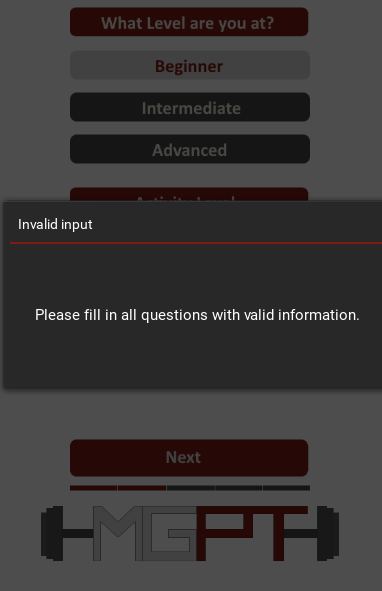 What Level are you at?
Beginner
Intermediate
Advanced
Activity Level
Invalid input
Please fill in all questions with valid information.
Next
MGPT